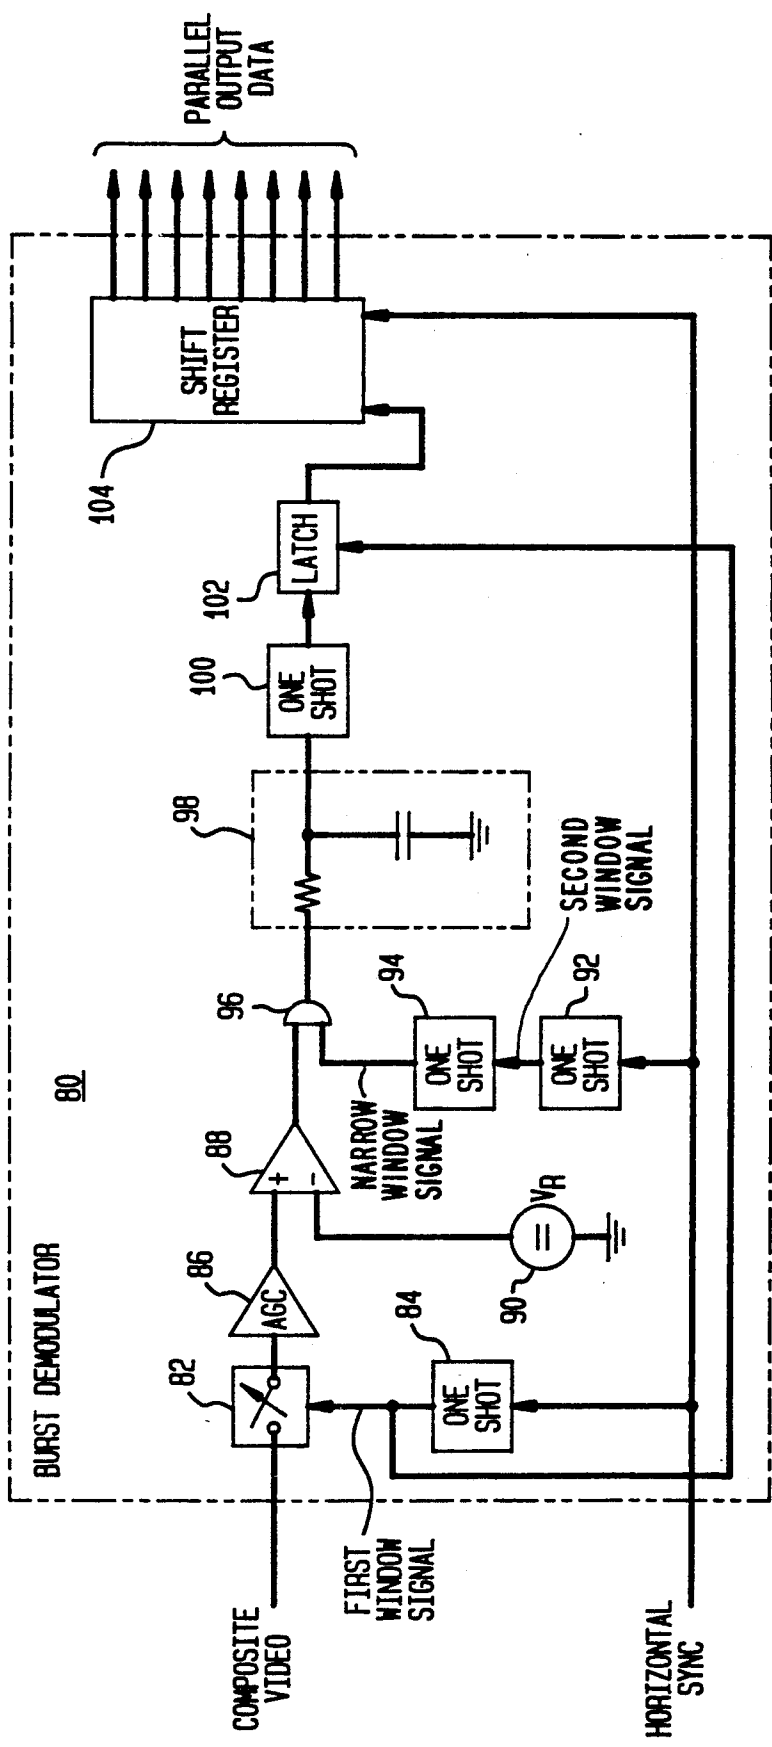 BURST DEMODULATOR
80
COMPOSITE
VIDEO
82
AGC
86
+
-
88
96
98
ONE
SHOT
100
LATCH
102
SHIFT
REGISTER
104
PARALLEL
OUTPUT
DATA
FIRST
WINDOW
SIGNAL
ONE
SHOT
84
=
VR
90
NARROW
WINDOW
SIGNAL
ONE
SHOT
94
SECOND
WINDOW
SIGNAL
ONE
SHOT
92
HORIZONTAL
SYNC